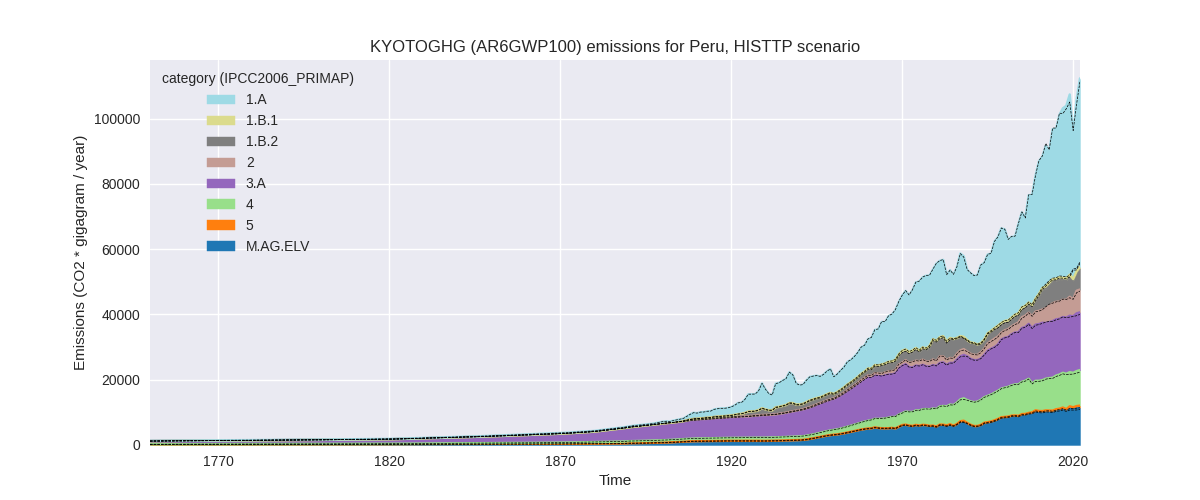 KYOTOGHG (AR6GWP100) emissions for Peru, HISTTP scenario
category (IPCC2006_PRIMAP)
1.A
1.B.1
1.B.2
2
3.A
4
5
M.AG.ELV
Emissions (CO2 * gigagram / year)
100000
80000
60000
40000
20000
0
1770
1820
1870
1920
1970
2020
Time